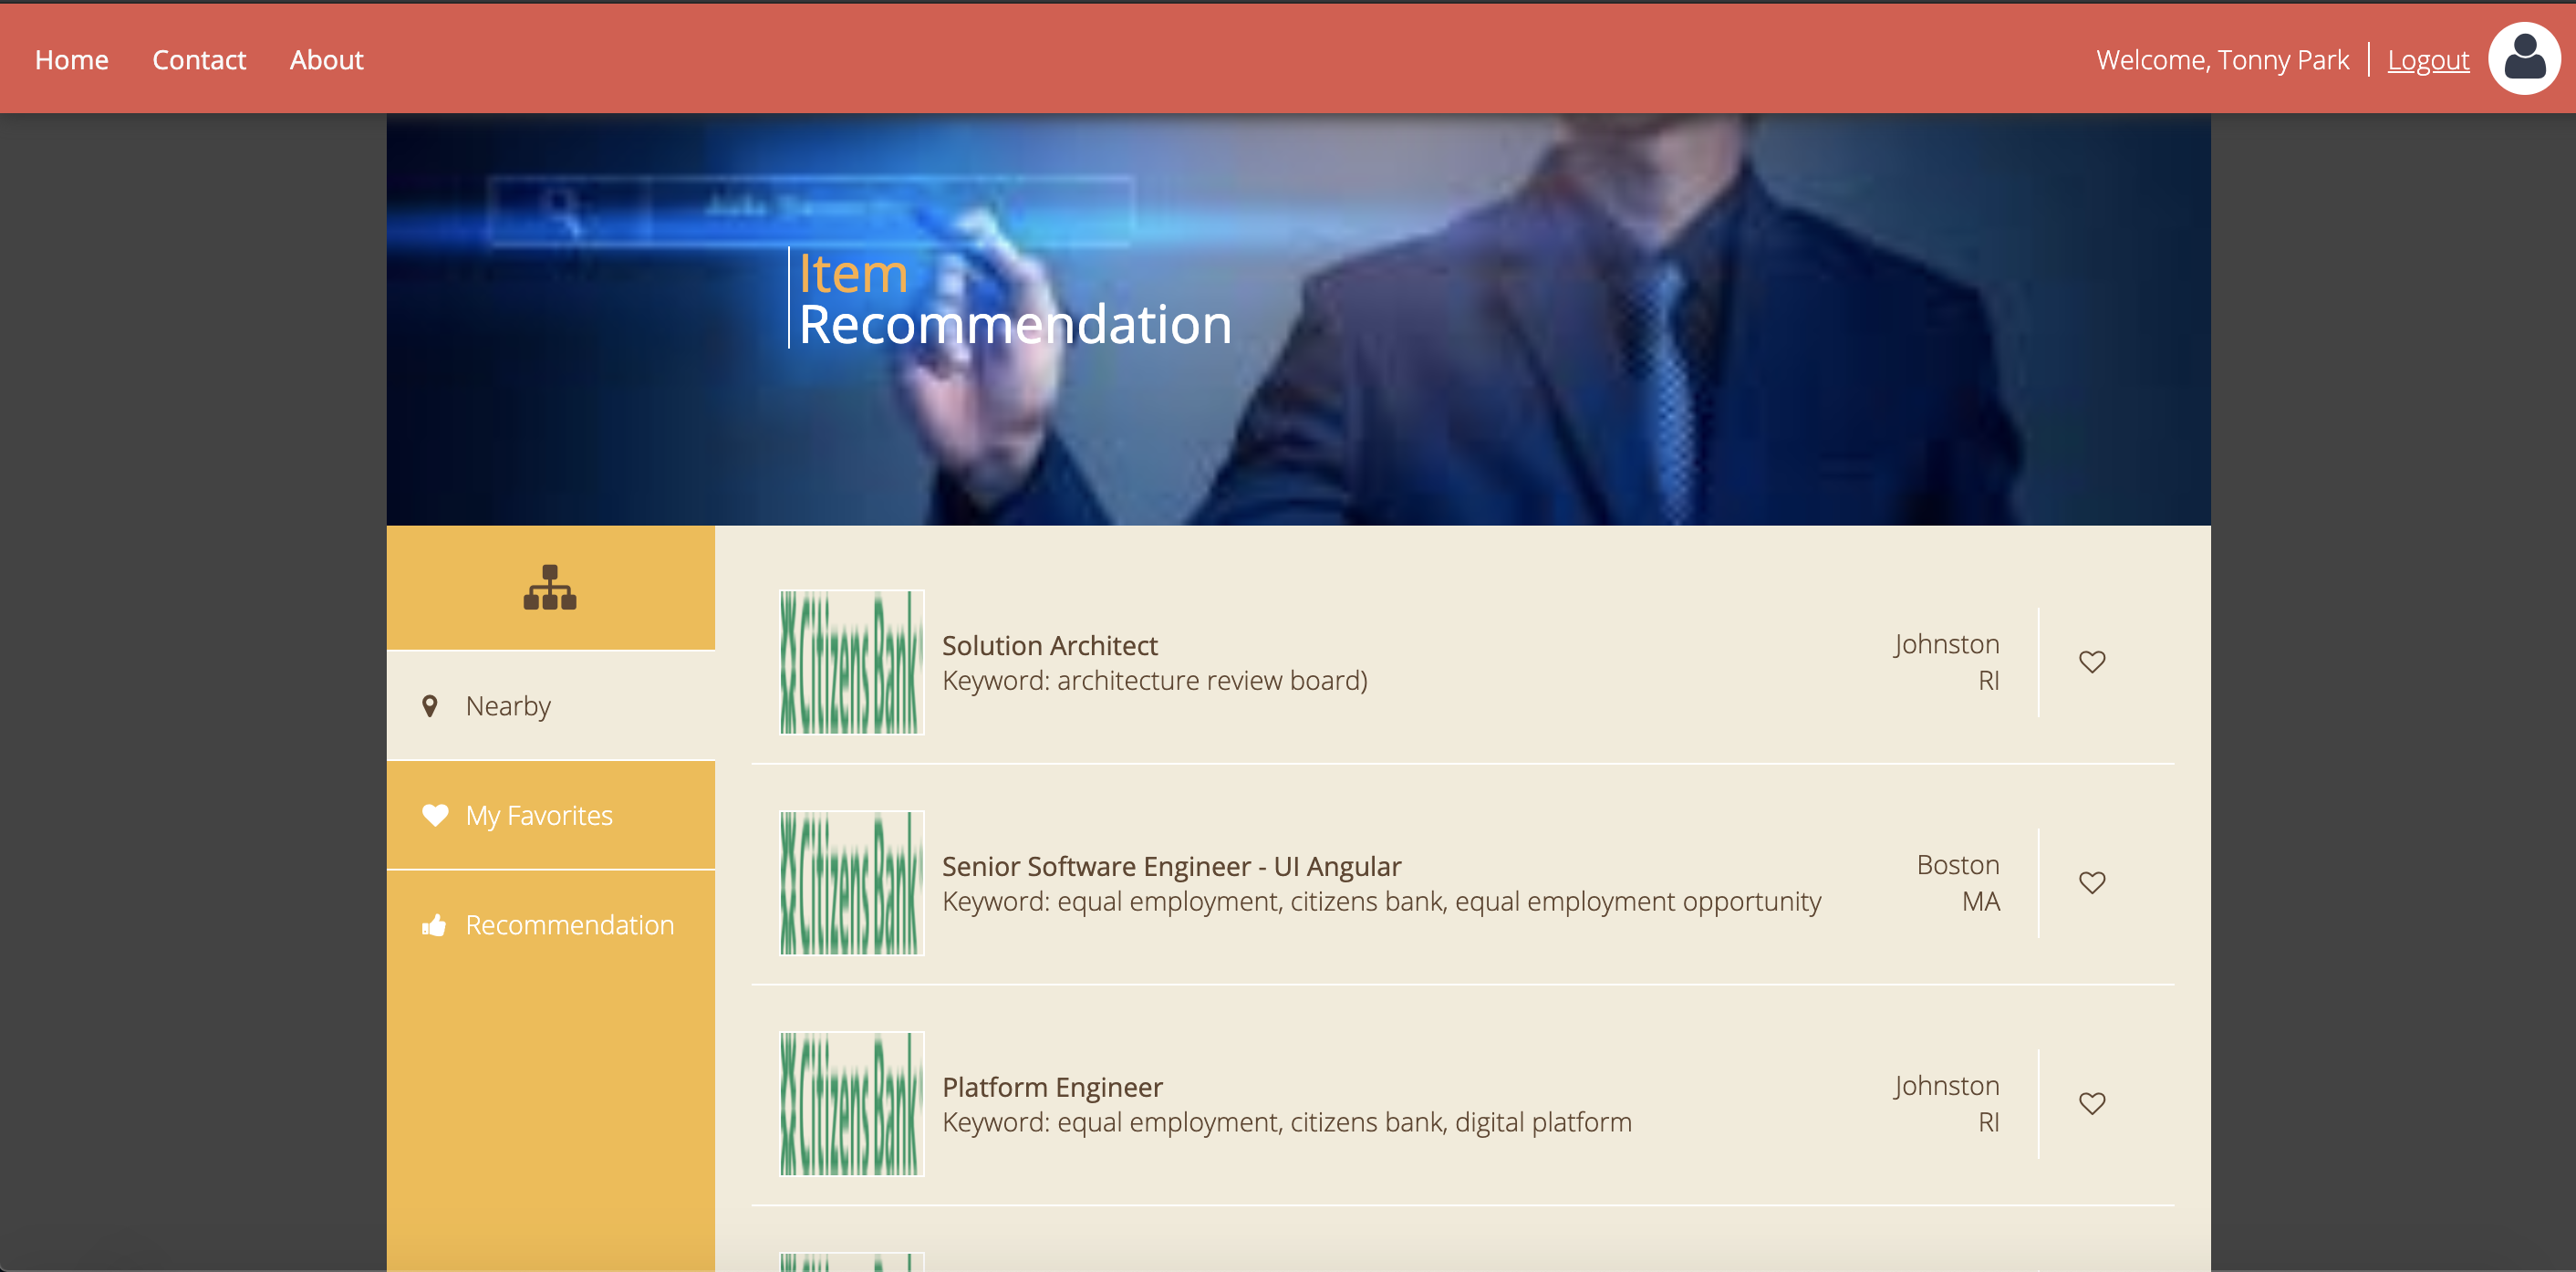 Home Contact About Welcome, Tonny Park Logout
Item
Recommendation
Nearby
My Favorites
Recommendation
Citizens Bank
Solution Architect
Keyword: architecture review board)
Johnston
RI
Citizens Bank
Senior Software Engineer - UI Angular
Keyword: equal employment, citizens bank, equal employment opportunity
Boston
MA
Citizens Bank
Platform Engineer
Keyword: equal employment, citizens bank, digital platform
Johnston
RI